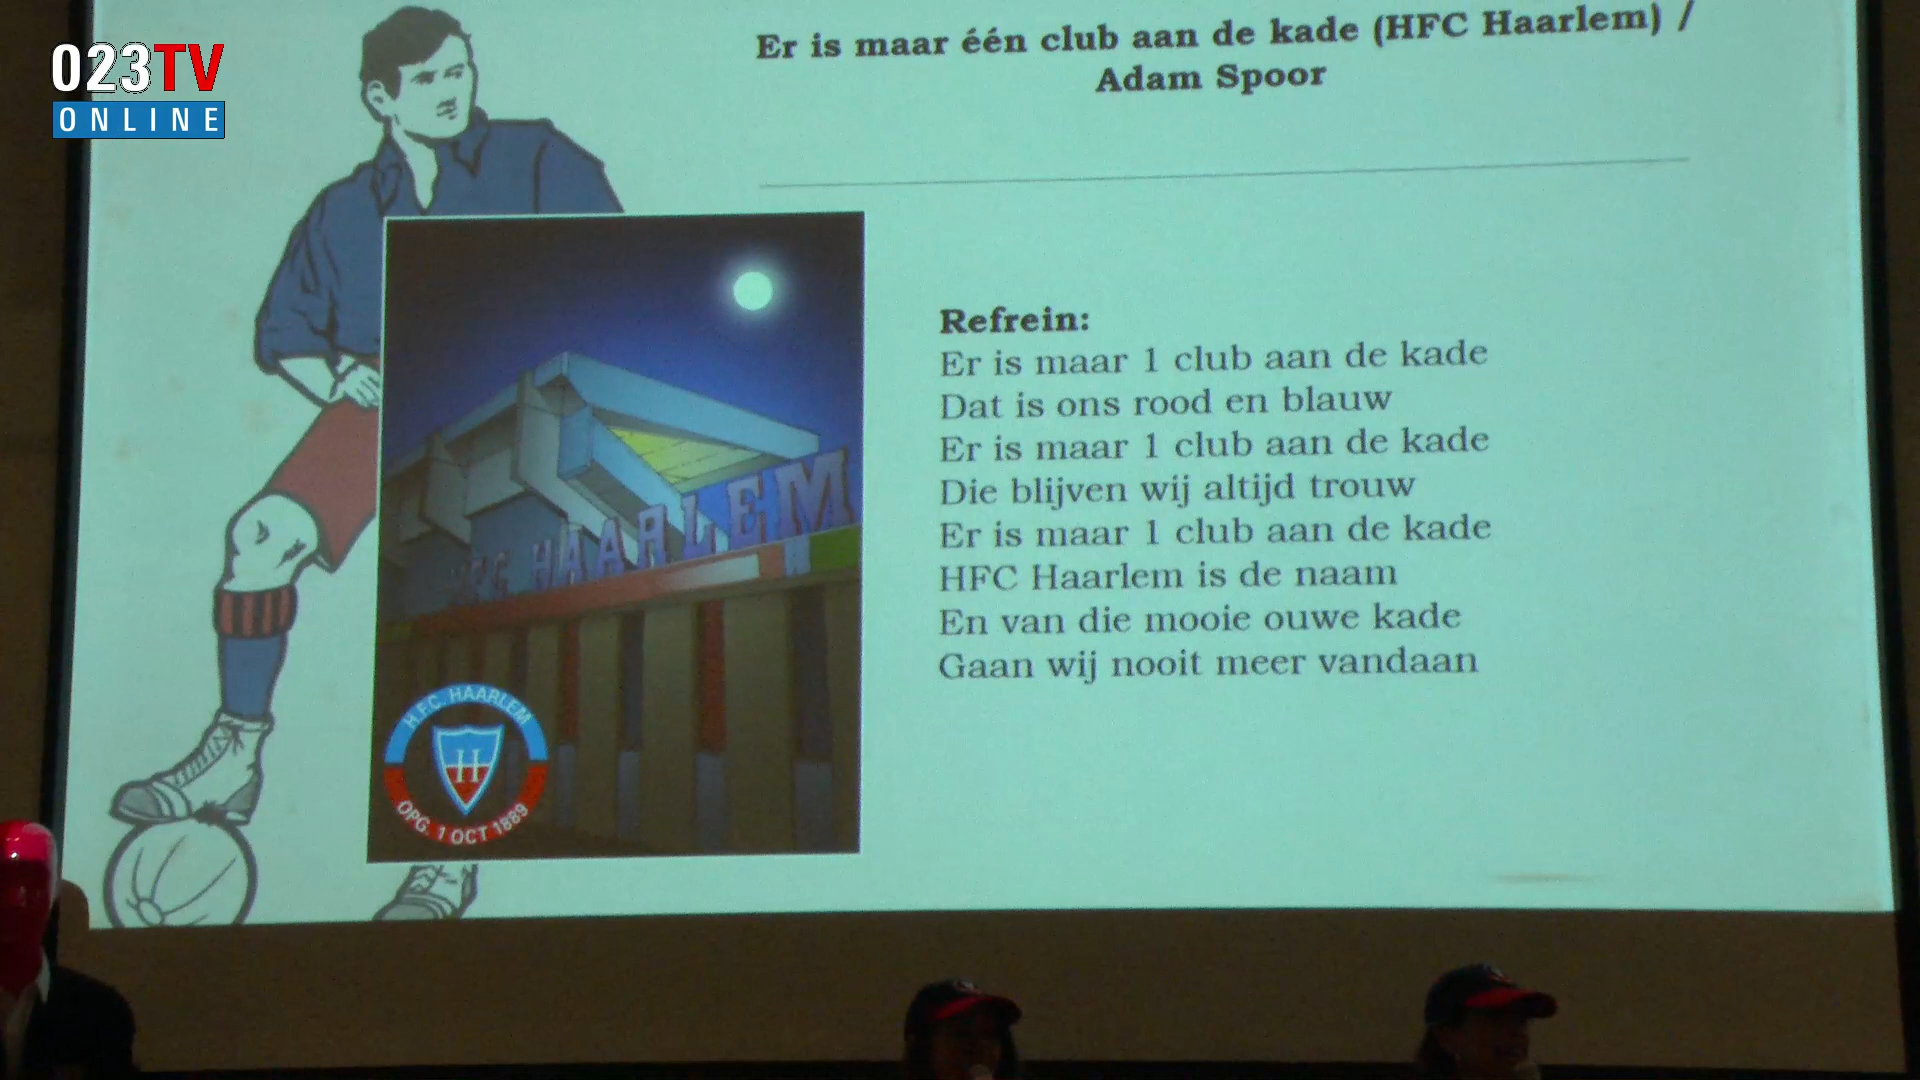 023TV
ONLINE
Er is maar één club aan de kade (HFC Haarlem) /
Adam Spoor
Refrein:
Er is maar 1 club aan de kade
Dat is ons rood en blauw
Er is maar 1 club aan de kade
Die blijven wij altijd trouw
Er is maar 1 club aan de kade
HFC Haarlem is de naam
En van die mooie ouwe kade
Gaan wij nooit meer vandaan
HFC HAARLEM
H.F.C. HAARLEM
H
OPG. 1 OCT 1889